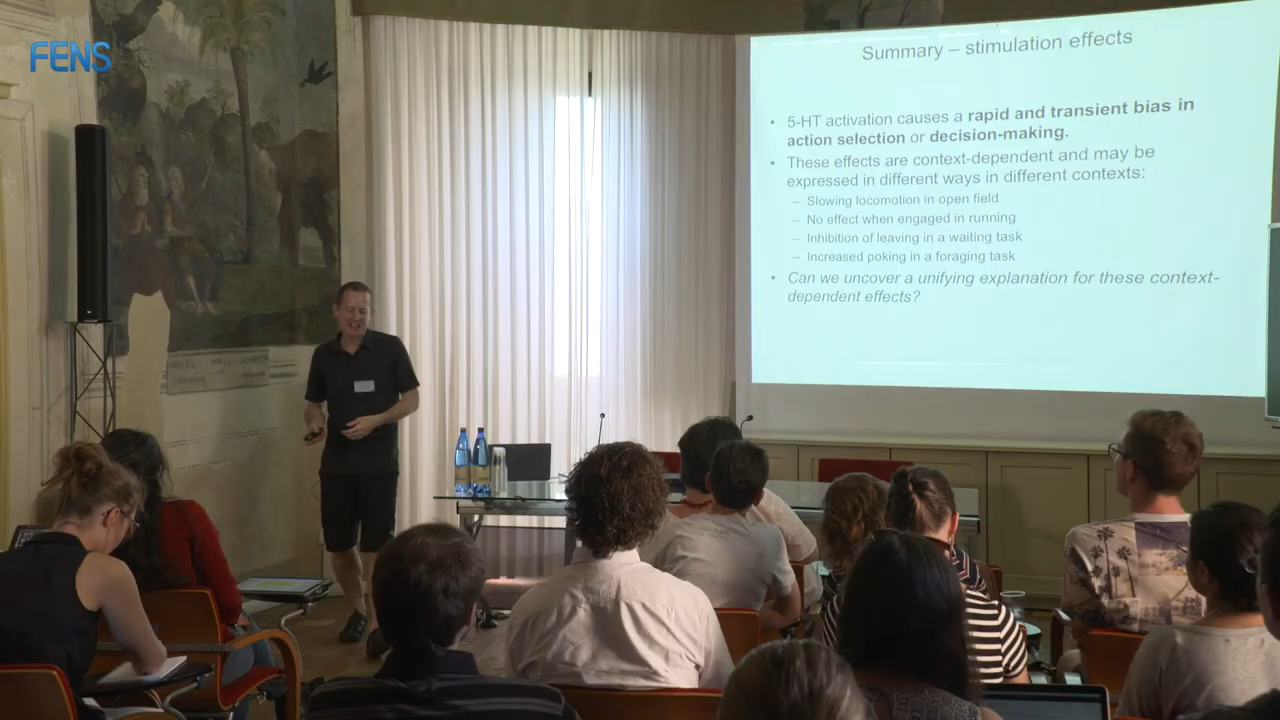 FENS
Summary – stimulation effects
• 5-HT activation causes a rapid and transient bias in
action selection or decision-making.
• These effects are context-dependent and may be
expressed in different ways in different contexts:
– Slowing locomotion in open field
– No effect when engaged in running
– Inhibition of leaving in a waiting task
– Increased poking in a foraging task
• Can we uncover a unifying explanation for these context-
dependent effects?